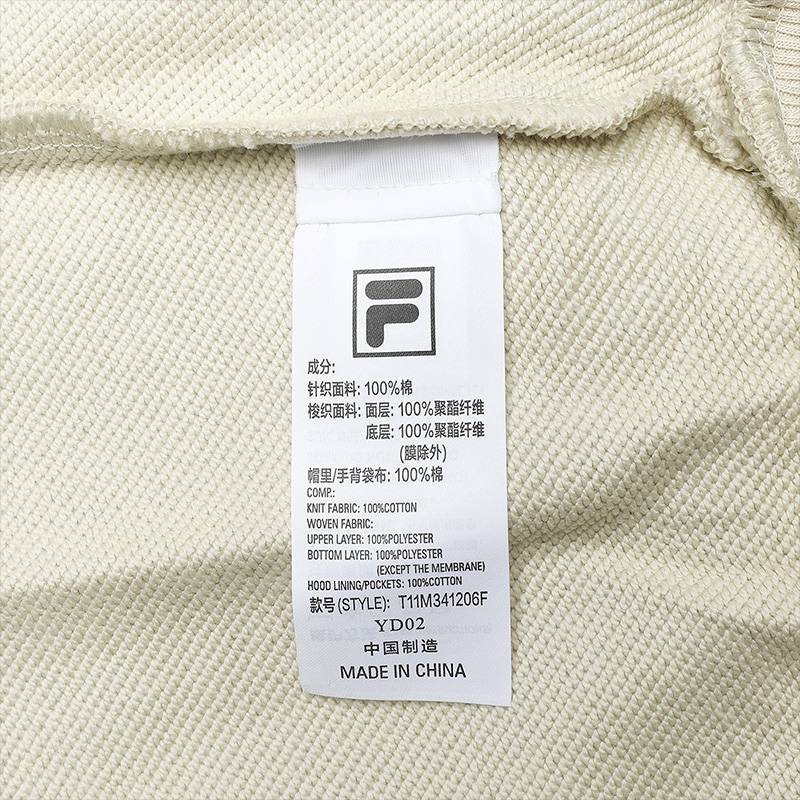 F
成分:
针织面料: 100%棉
梭织面料: 面层: 100%聚酯纤维
底层: 100%聚酯纤维
(膜除外)
帽里/手背袋布: 100%棉
COMP.:
KNIT FABRIC: 100%COTTON
WOVEN FABRIC:
UPPER LAYER: 100%POLYESTER
BOTTOM LAYER: 100%POLYESTER
(EXCEPT THE MEMBRANE)
HOOD LINING/POCKETS: 100%COTTON
款号(STYLE): T11M341206F
YD02
中国制造
MADE IN CHINA